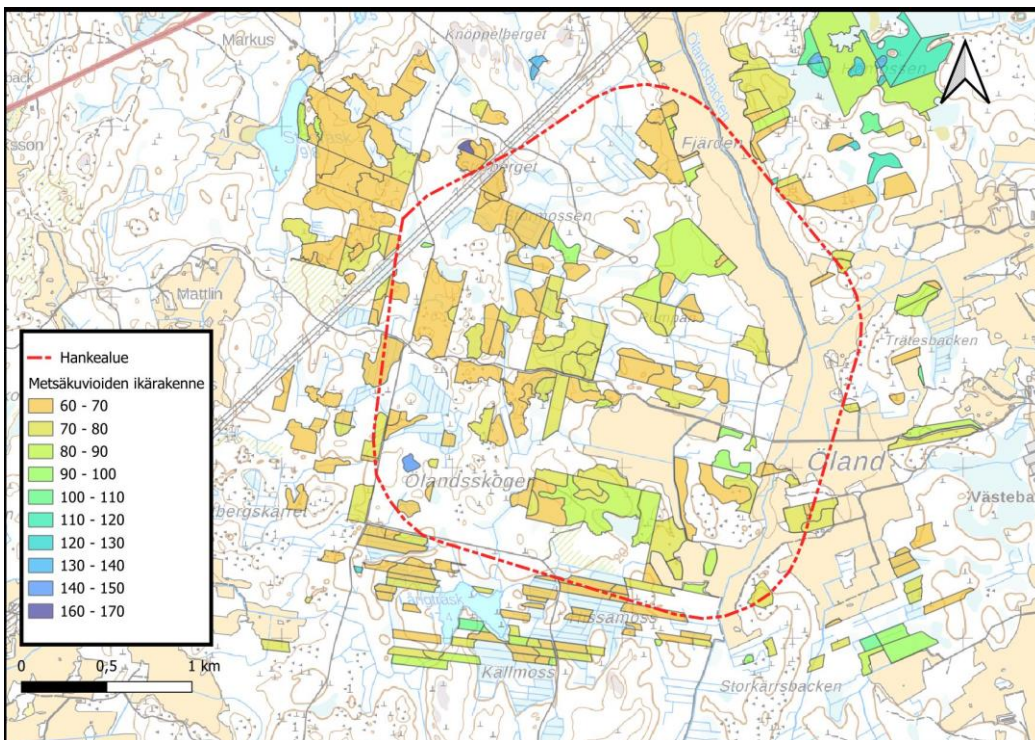 Markus
Knoppelberget
Fjärden
Mattlin
Trätesbacken
Hankealue
Metsäkuvioiden ikärakenne
60 - 70
70 - 80
80 - 90
90 - 100
100 - 110
110 - 120
120 - 130
130 - 140
140 - 150
160 - 170
Öland
Ölandsskogen
Västeba
0
0,5
1 km
Källmoss
Storkärrsbacken